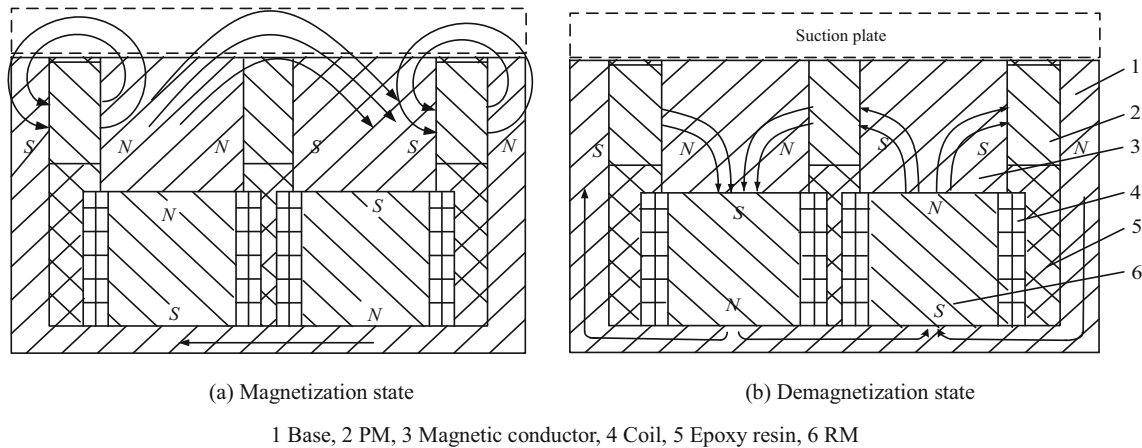 Suction plate
1
2
3
4
5
6
S N N S S N
N S
S N
S N N S S N
S N
N S
(a) Magnetization state
(b) Demagnetization state
1 Base, 2 PM, 3 Magnetic conductor, 4 Coil, 5 Epoxy resin, 6 RM